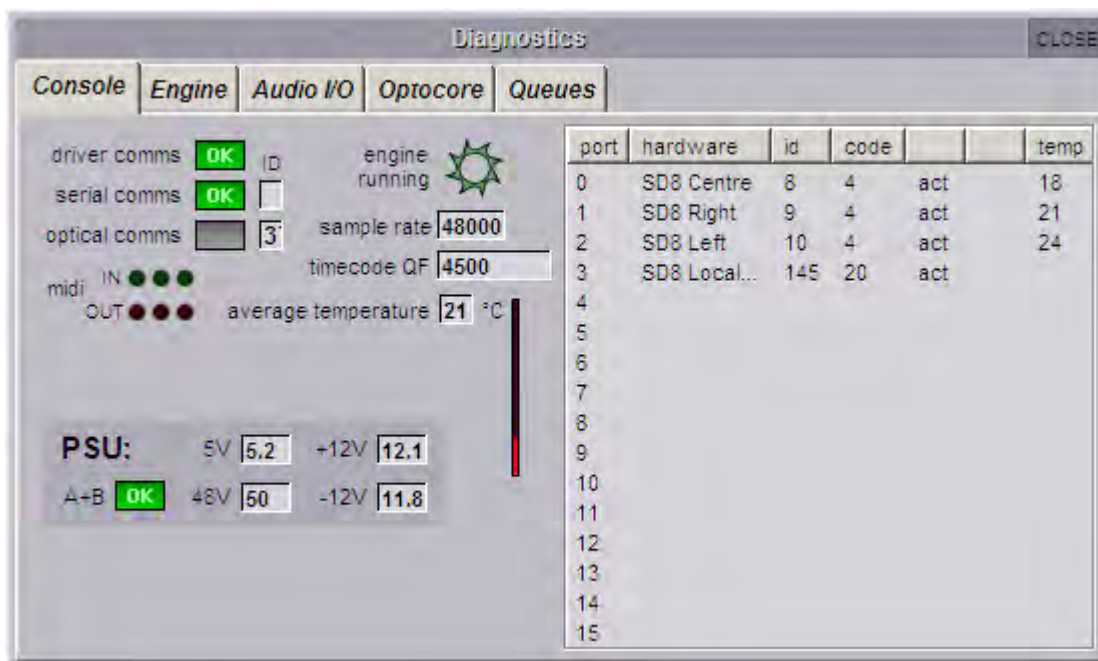 Diagnostics CLOSE
Console Engine Audio I/O Optocore Queues
driver comms OK ID
serial comms OK
optical comms 3
midi IN
OUT
engine
running
sample rate 48000
timecode QF 4500
average temperature 21 °C
PSU: 5V 5.2 +12V 12.1
A+B OK 48V 50 -12V 11.8
port hardware id code temp
0 SD8 Centre 8 4 act 18
1 SD8 Right 9 4 act 21
2 SD8 Left 10 4 act 24
3 SD8 Local... 145 20 act
4
5
6
7
8
9
10
11
12
13
14
15